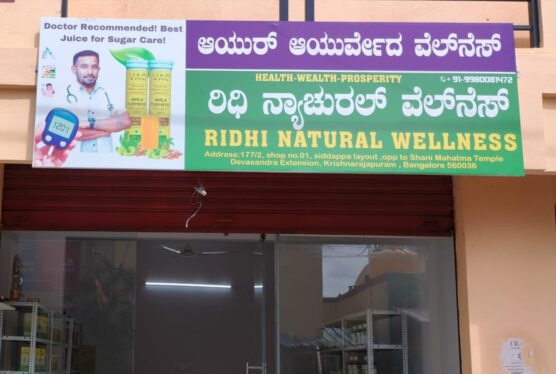 Doctor Recommended! Best
Juice for Sugar Care!
120
ಆಯುರ್ ಆಯುರ್ವೇದ ವೆಲ್‌ನೆಸ್
HEALTH-WEALTH-PROSPERITY
91-9980081472
ರಿಧಿ ನ್ಯಾಚುರಲ್ ವೆಲ್‌ನೆಸ್
RIDHI NATURAL WELLNESS
Address:177/2, shop no.01, siddappa layout ,opp to Shani Mahatma Temple
Devasandra Extension, Krishnarajapuram , Bangalore 560036